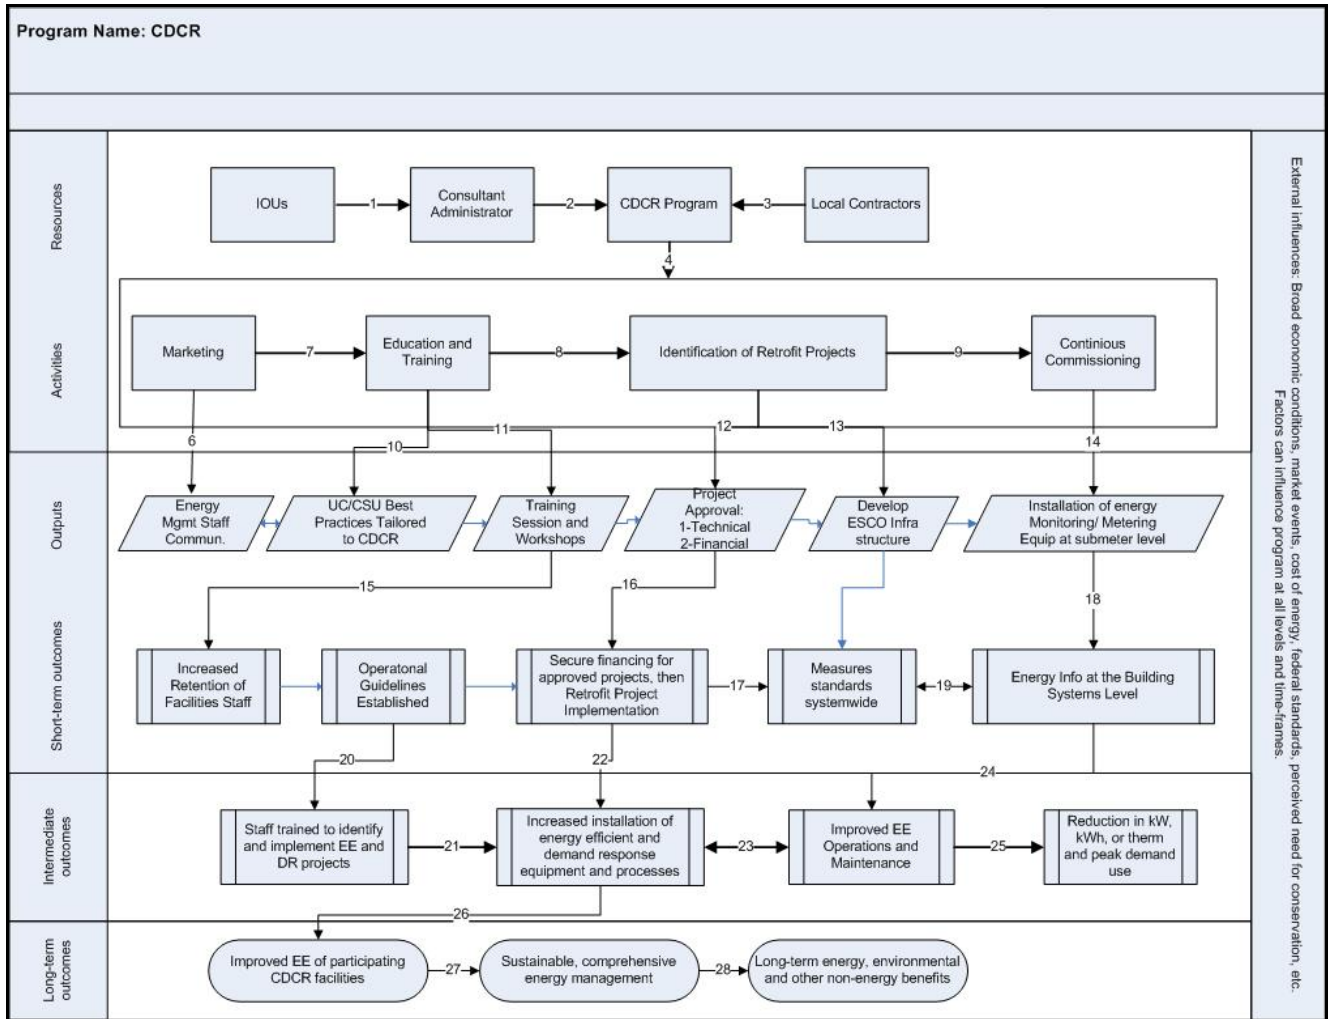 Program Name: CDCR
Resources
IOUs
1
Consultant
Administrator
2
CDCR Program
3
Local Contractors
4
Activities
Marketing
7
Education and
Training
8
Identification of Retrofit Projects
9
Continious
Commissioning
6
10
11
12
13
14
Outputs
Energy
Mgmt Staff
Commun.
UC/CSU Best
Practices Tailored
to CDCR
Training
Session and
Workshops
Project
Approval:
1-Technical
2-Financial
Develop
ESCO Infra
structure
Installation of energy
Monitoring/ Metering
Equip at submeter level
15
16
18
Short-term outcomes
Increased
Retention of
Facilities Staff
Operatonal
Guidelines
Established
Secure financing for
approved projects, then
Retrofit Project
Implementation
17
Measures
standards
systemwide
19
Energy Info at the Building
Systems Level
20
22
24
Intermediate
outcomes
Staff trained to identify
and implement EE and
DR projects
21
Increased installation of
energy efficient and
demand response
equipment and processes
23
Improved EE
Operations and
Maintenance
25
Reduction in kW,
kWh, or therm
and peak demand
use
26
Long-term
outcomes
Improved EE of participating
CDCR facilities
27
Sustainable, comprehensive
energy management
28
Long-term energy, environmental
and other non-energy benefits
External influences: Broad economic conditions, market events, cost of energy, federal standards, perceived need for conservation, etc.
Factors can influence program at all levels and time-frames.